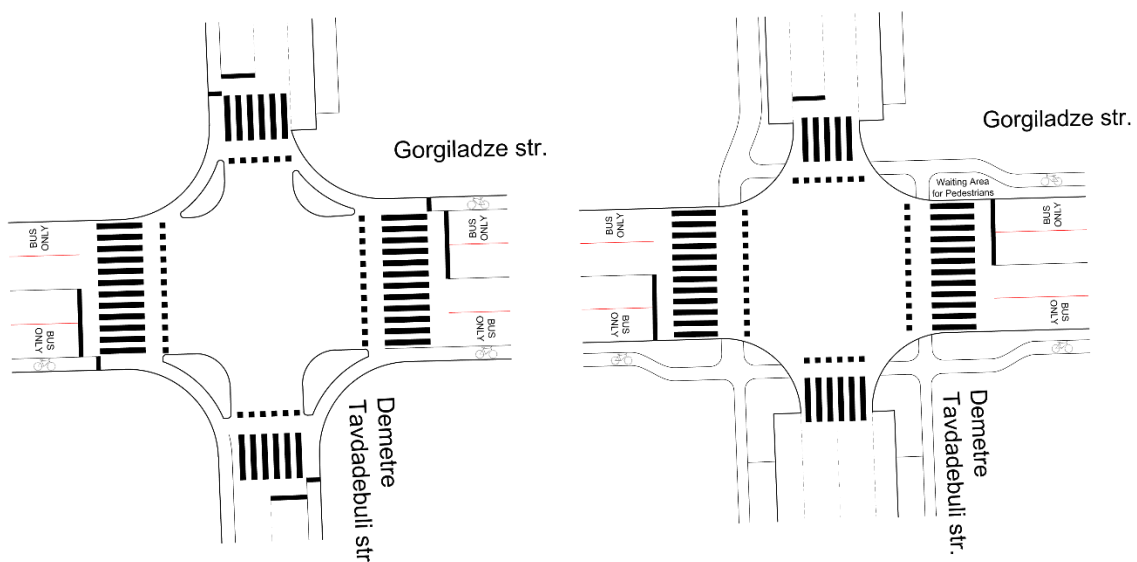 Gorgiladze str.
BUS
ONLY
BUS
ONLY
BUS
ONLY
BUS
ONLY
Demetre
Tavdadebuli str
Gorgiladze str.
Waiting Area
for Pedestrians
BUS
ONLY
BUS
ONLY
BUS
ONLY
BUS
ONLY
Demetre
Tavdadebuli str.